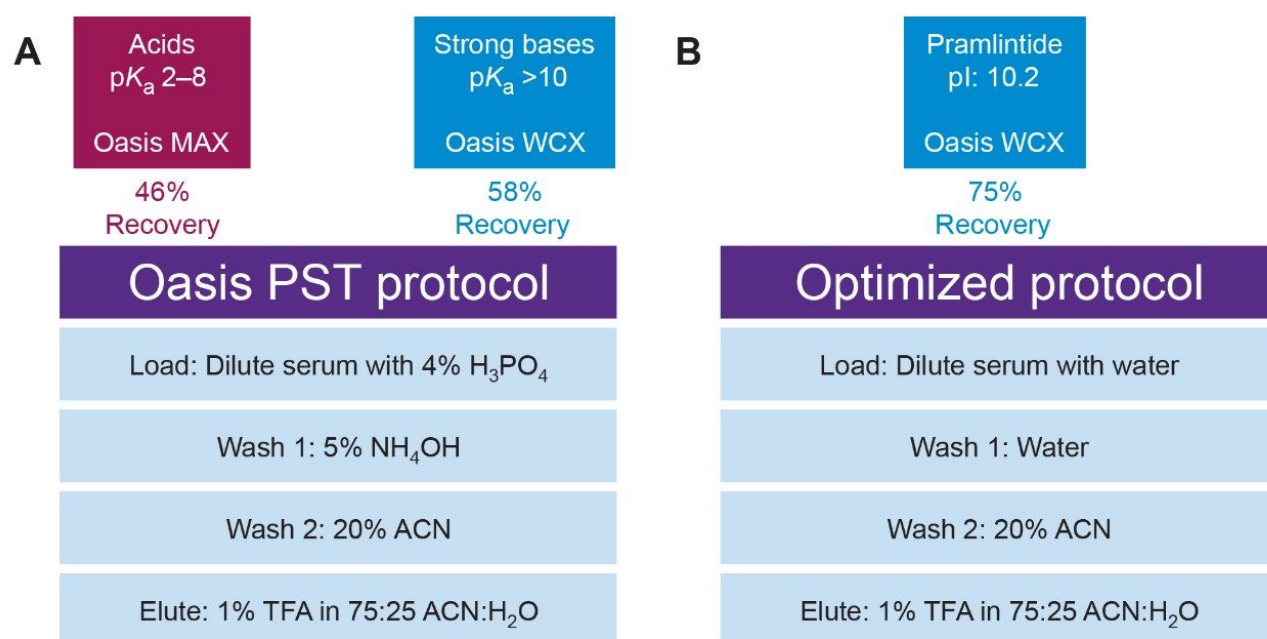 A
Acids
pKa 2–8
Oasis MAX
46%
Recovery
Strong bases
pKa >10
Oasis WCX
58%
Recovery
Oasis PST protocol
Load: Dilute serum with 4% H₃PO₄
Wash 1: 5% NH₄OH
Wash 2: 20% ACN
Elute: 1% TFA in 75:25 ACN:H₂O
B
Pramlintide
pI: 10.2
Oasis WCX
75%
Recovery
Optimized protocol
Load: Dilute serum with water
Wash 1: Water
Wash 2: 20% ACN
Elute: 1% TFA in 75:25 ACN:H₂O